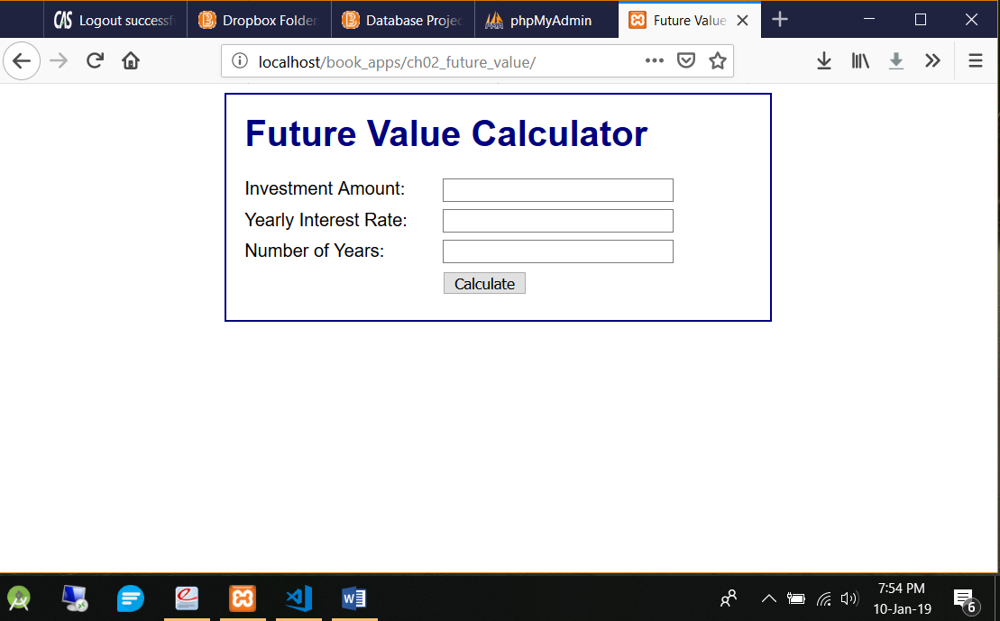 CAS Logout successf
Dropbox Folder
Database Projec
phpMyAdmin
Future Value
localhost/book_apps/ch02_future_value/
Future Value Calculator
Investment Amount:
Yearly Interest Rate:
Number of Years:
Calculate
7:54 PM
10-Jan-19
6